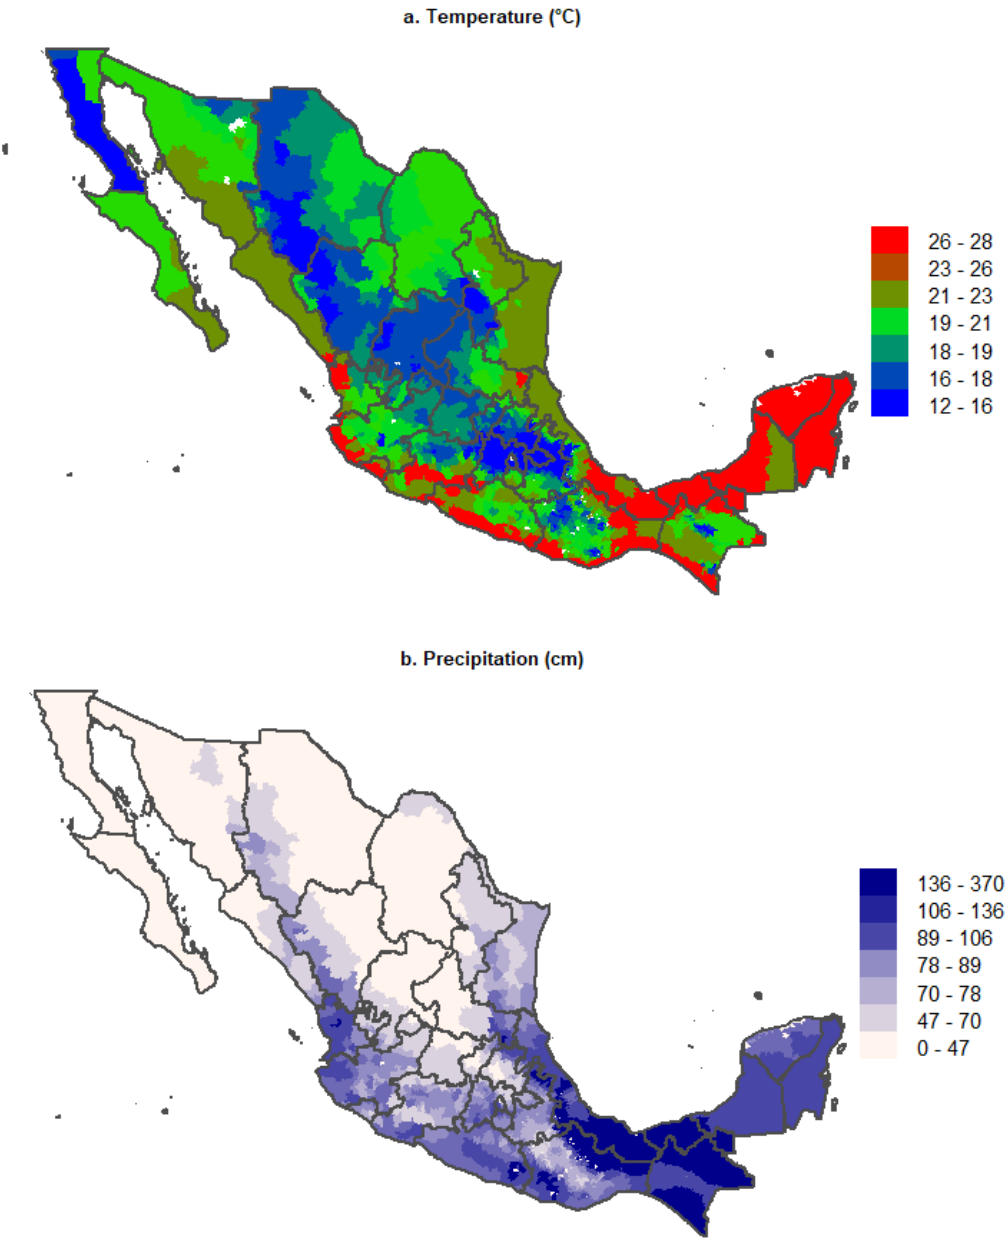 a. Temperature (°C)
26 - 28
23 - 26
21 - 23
19 - 21
18 - 19
16 - 18
12 - 16
b. Precipitation (cm)
136 - 370
106 - 136
89 - 106
78 - 89
70 - 78
47 - 70
0 - 47